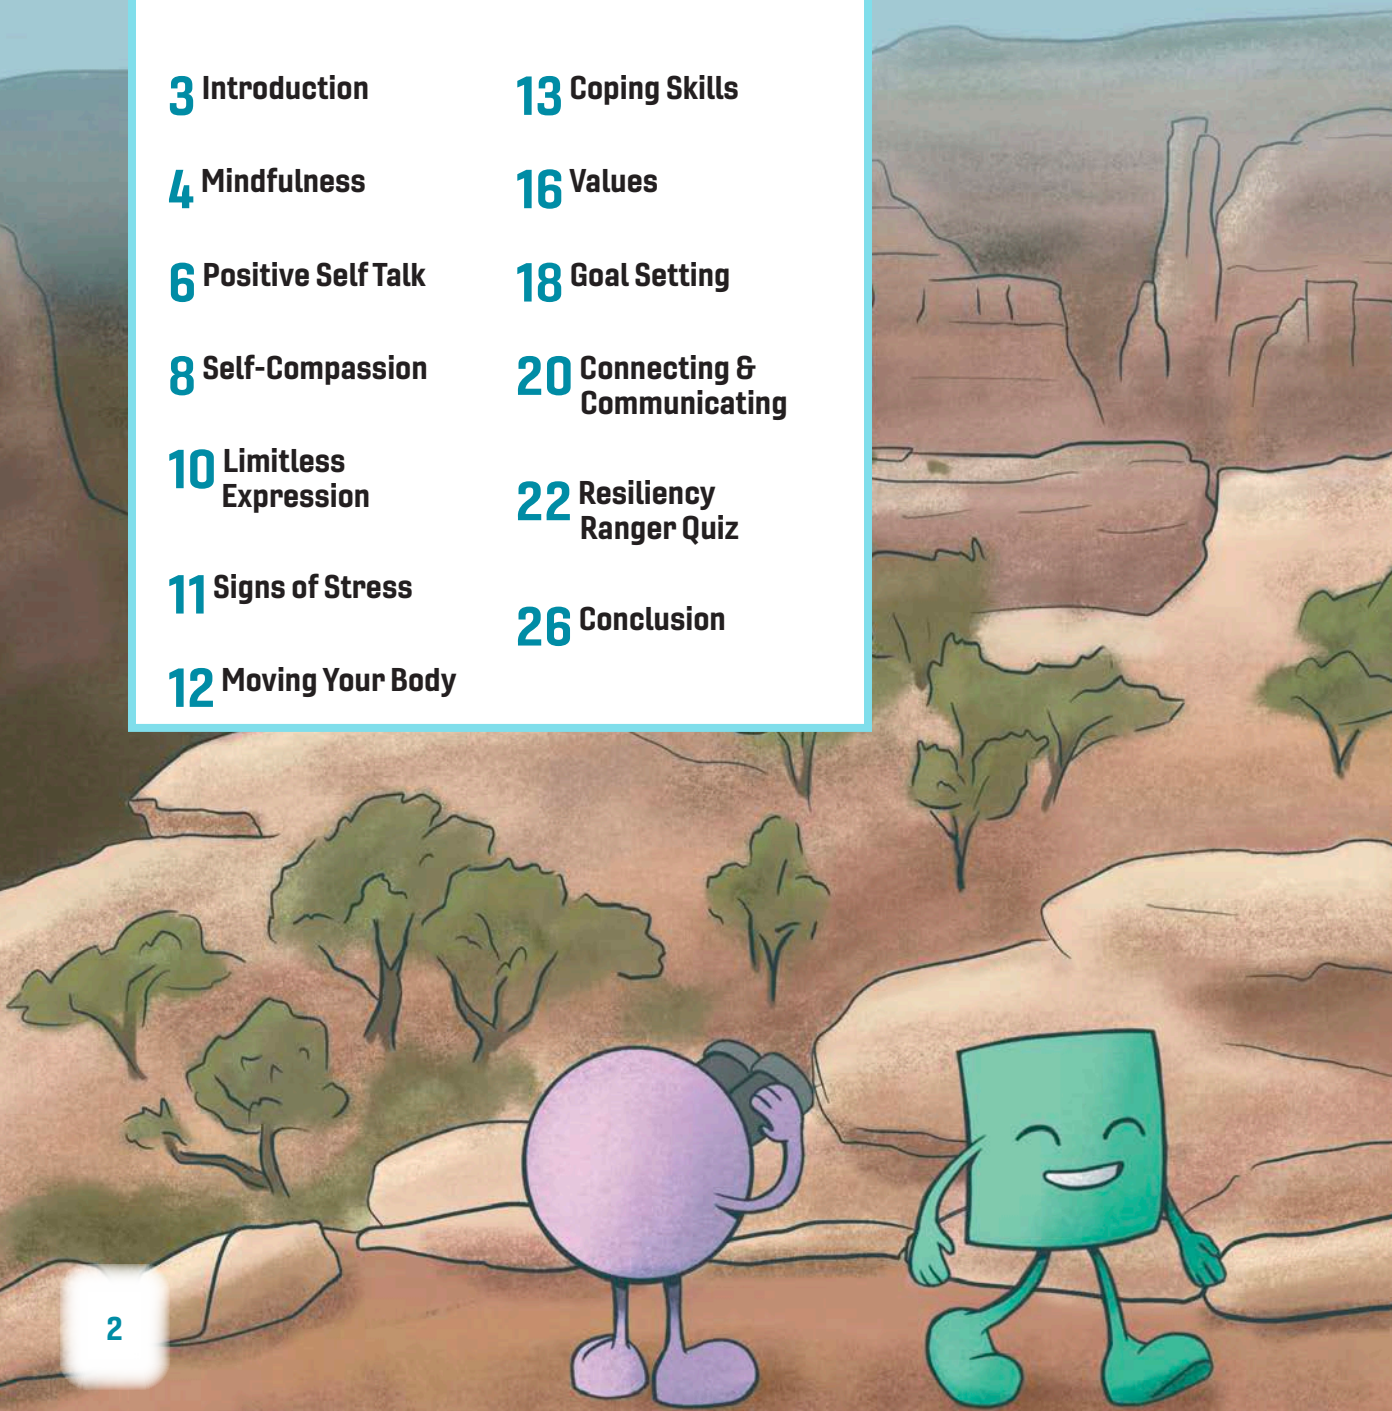 3 Introduction
4 Mindfulness
6 Positive Self Talk
8 Self-Compassion
10 Limitless
Expression
11 Signs of Stress
12 Moving Your Body
13 Coping Skills
16 Values
18 Goal Setting
20 Connecting &
Communicating
22 Resiliency
Ranger Quiz
26 Conclusion
2